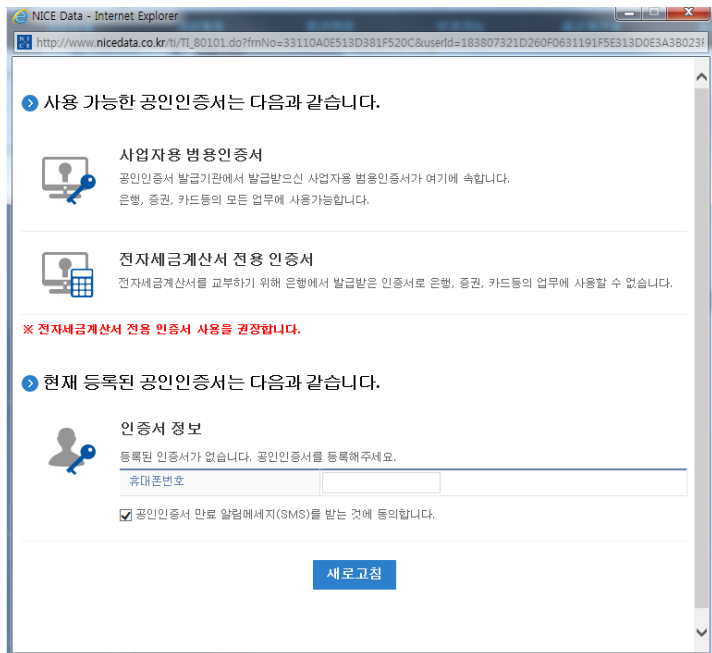 NICE Data - Internet Explorer
http://www.nicedata.co.kr/ti/TI_80101.do?frnNo=33110A0E513D381F520C&userId=183807321D260F0631191F5E313D0E3A3B023F
사용 가능한 공인인증서는 다음과 같습니다.
사업자용 범용인증서
공인인증서 발급기관에서 발급받으신 사업자용 범용인증서가 여기에 속합니다.
은행, 증권, 카드등의 모든 업무에 사용가능합니다.
전자세금계산서 전용 인증서
전자세금계산서를 교부하기 위해 은행에서 발급받은 인증서로 은행, 증권, 카드등의 업무에 사용할 수 없습니다.
※ 전자세금계산서 전용 인증서 사용을 권장합니다.
현재 등록된 공인인증서는 다음과 같습니다.
인증서 정보
등록된 인증서가 없습니다. 공인인증서를 등록해주세요.
휴대폰번호
공인인증서 만료 알림메세지(SMS)를 받는 것에 동의합니다.
새로고침